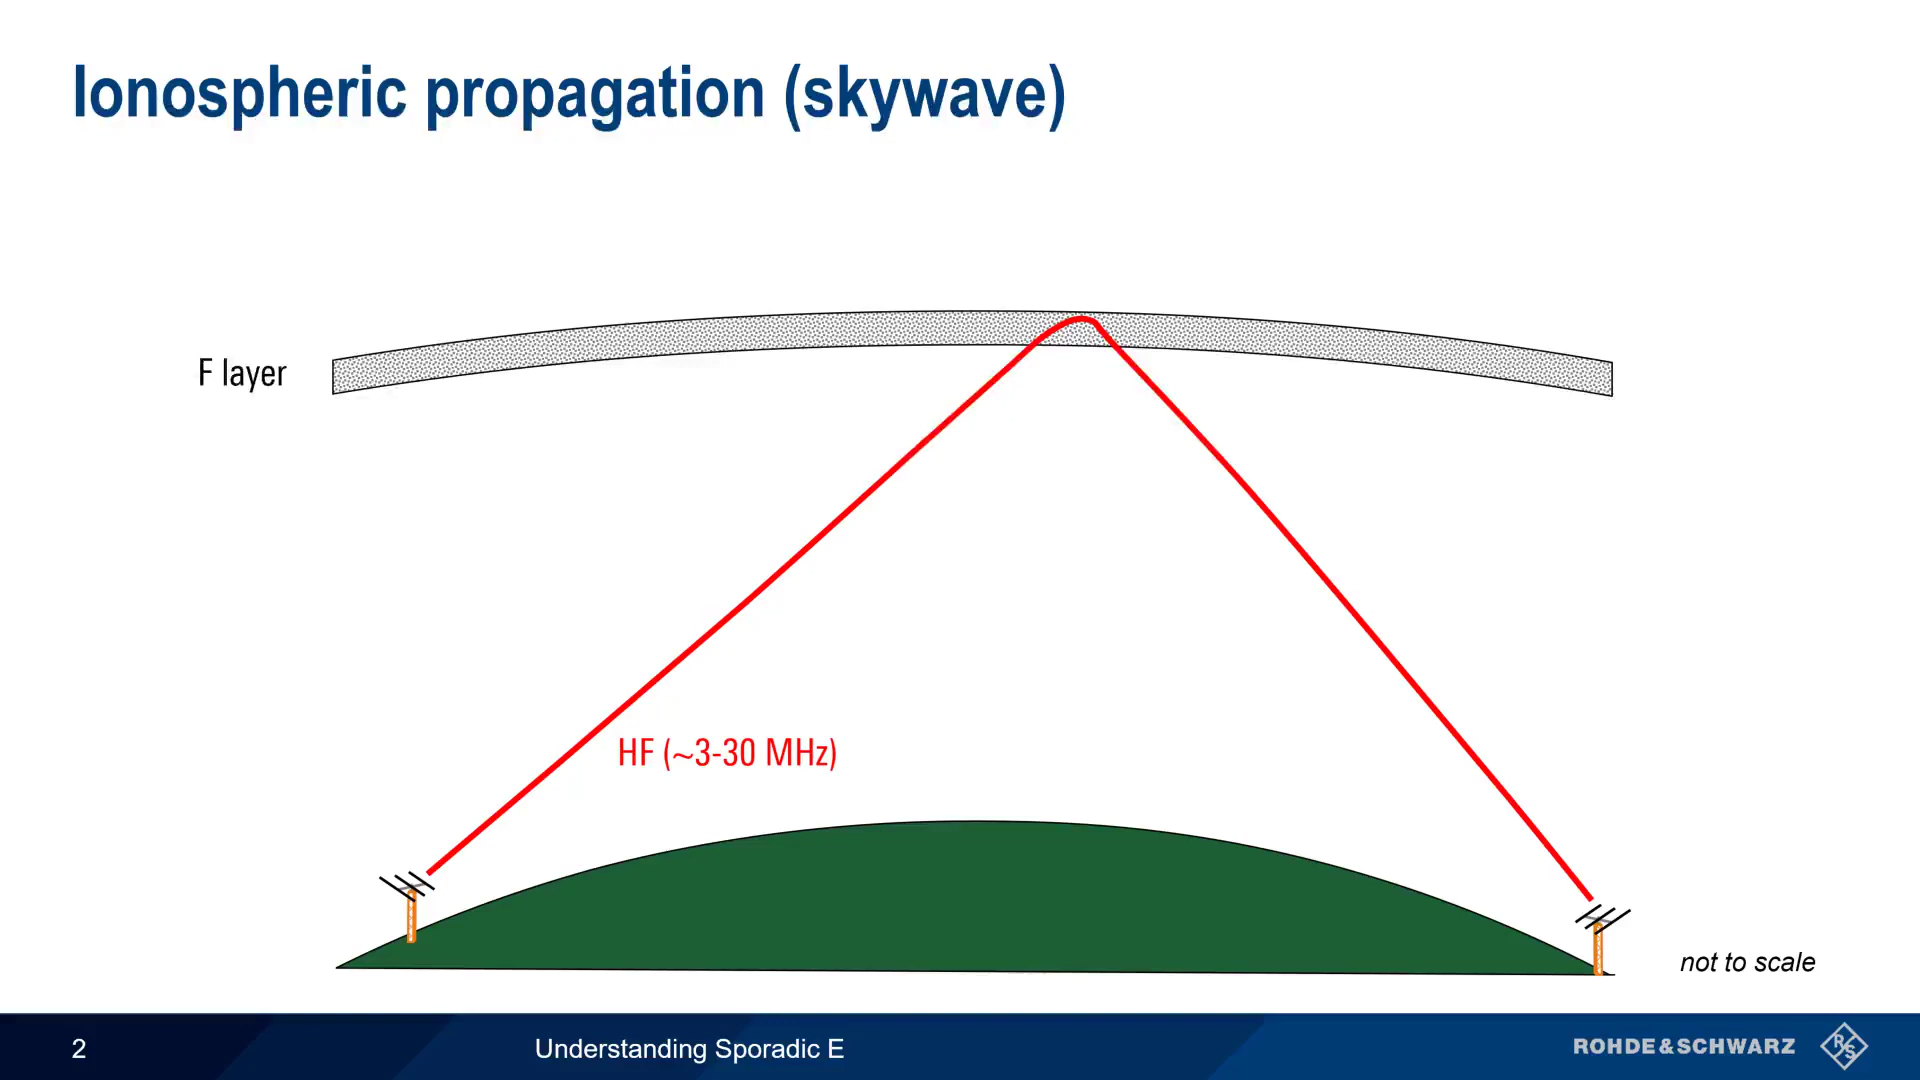 Ionospheric propagation (skywave)
F layer
HF (~3-30 MHz)
not to scale
2
Understanding Sporadic E
ROHDE&SCHWARZ
R/S